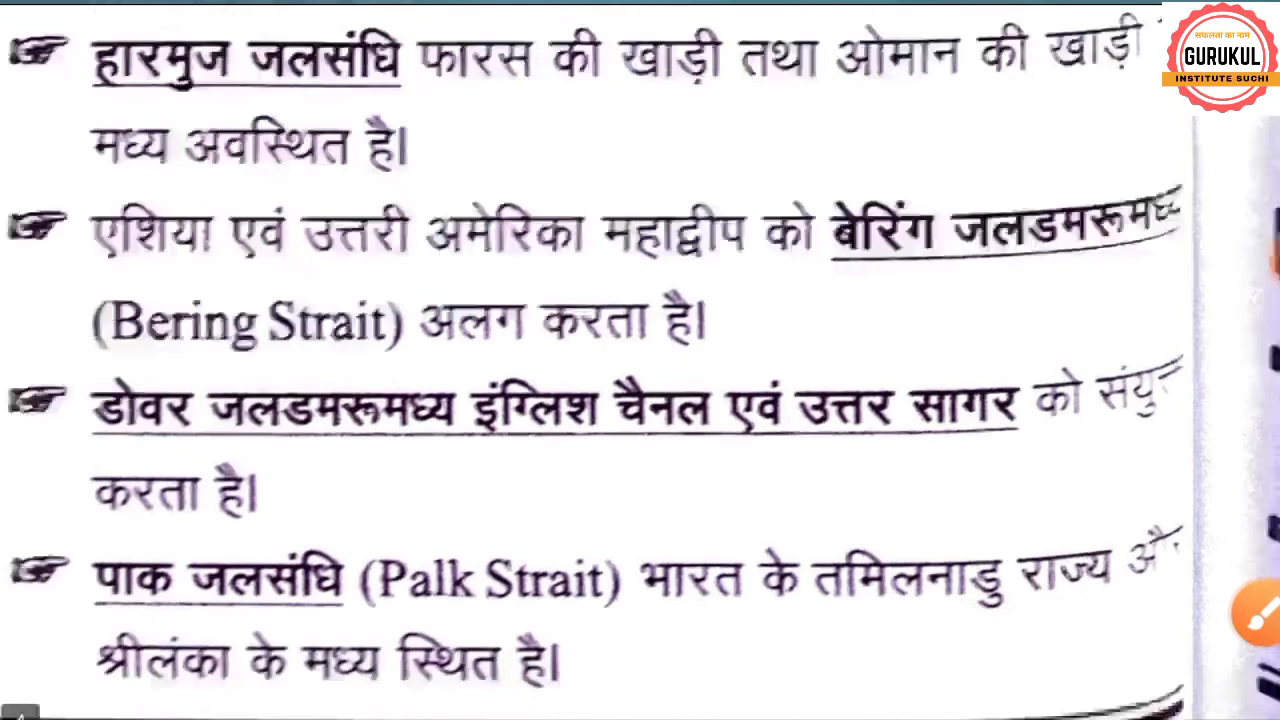 सफलता का नाम
GURUKUL
INSTITUTE SUCHI
हारमुज जलसंधि फारस की खाड़ी तथा ओमान की खाड़ी
मध्य अवस्थित है।
एशिया एवं उत्तरी अमेरिका महाद्वीप को बेरिंग जलडमरूमध्य
(Bering Strait) अलग करता है।
डोवर जलडमरूमध्य इंग्लिश चैनल एवं उत्तर सागर को
करता है।
पाक जलसंधि (Palk Strait) भारत के तमिलनाडु राज्य
श्रीलंका के मध्य स्थित है।